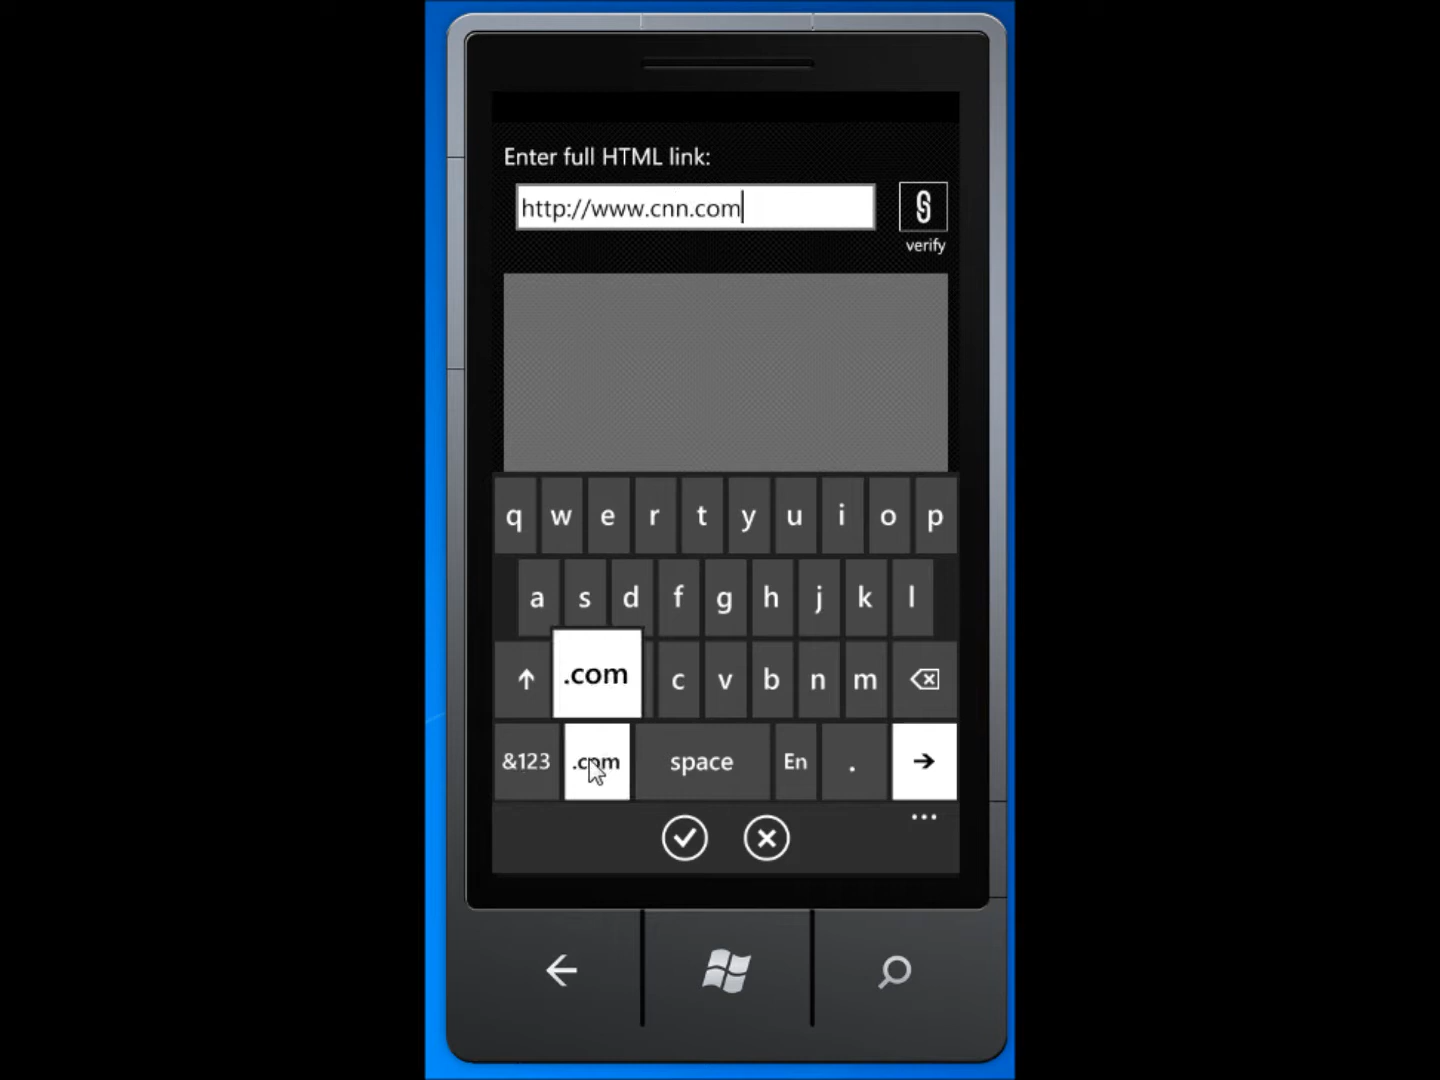 Enter full HTML link:
http://www.cnn.com
verify
q w e r t y u i o p
a s d f g h j k l
.com c v b n m
&123 .com space En .